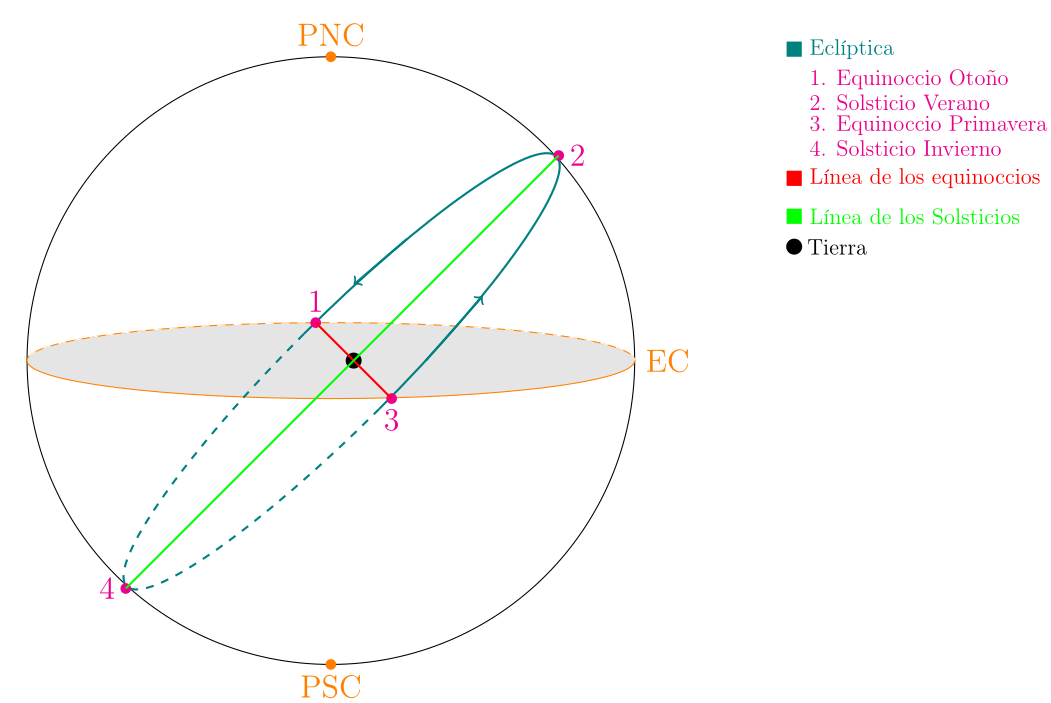 PNC
2
1
EC
3
4
PSC
Eclíptica
1. Equinoccio Otoño
2. Solsticio Verano
3. Equinoccio Primavera
4. Solsticio Invierno
Línea de los equinoccios
Línea de los Solsticios
Tierra